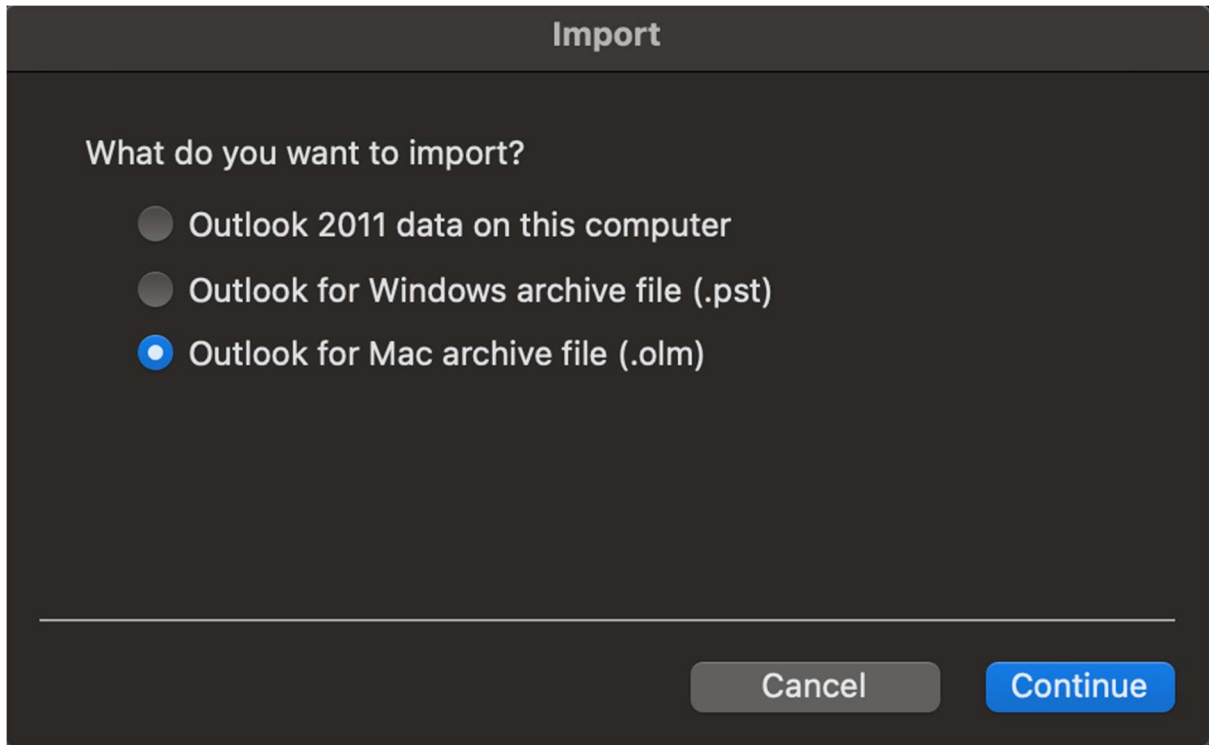 Import
What do you want to import?
Outlook 2011 data on this computer
Outlook for Windows archive file (.pst)
Outlook for Mac archive file (.olm)
Cancel
Continue